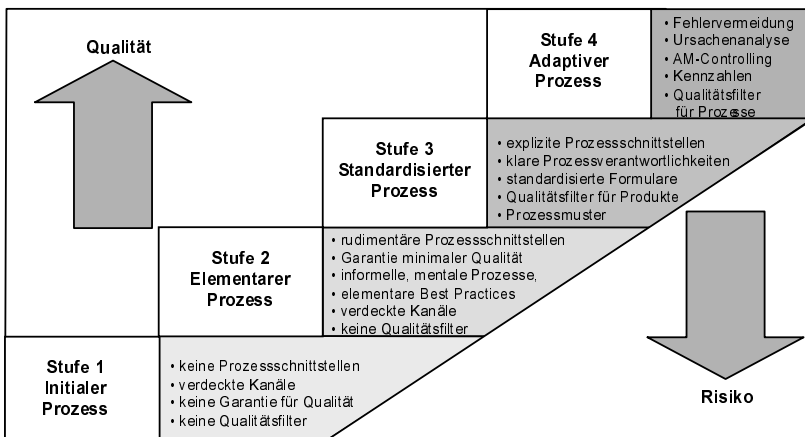 Qualität
Stufe 4
Adaptiver
Prozess
• Fehlervermeidung
• Ursachenanalyse
• AM-Controlling
• Kennzahlen
• Qualitätsfilter
für Prozesse
Stufe 3
Standardisierter
Prozess
• explizite Prozessschnittstellen
• klare Prozessverantwortlichkeiten
• standardisierte Formulare
• Qualitätsfilter für Produkte
• Prozessmuster
Stufe 2
Elementarer
Prozess
• rudimentäre Prozessschnittstellen
• Garantie minimaler Qualität
• informelle, mentale Prozesse,
• elementare Best Practices
• verdeckte Kanäle
• keine Qualitätsfilter
Stufe 1
Initialer
Prozess
• keine Prozessschnittstellen
• verdeckte Kanäle
• keine Garantie für Qualität
• keine Qualitätsfilter
Risiko